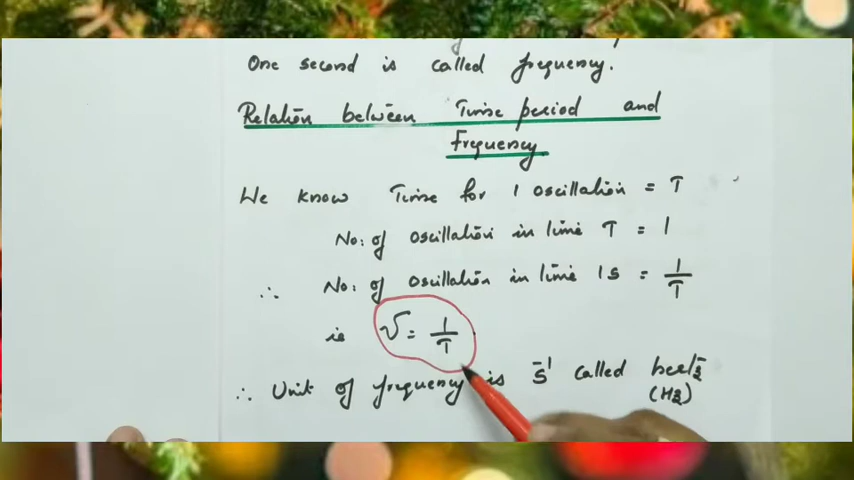 One second is called frequency.
Relation between Time period and
Frequency
We know Time for 1 oscillation = T
No: of oscillation in time T = 1
∴ No: of oscillation in time 1s = 1/T
ie ν = 1/T
∴ Unit of frequency is s⁻¹ called hertz
(Hz)